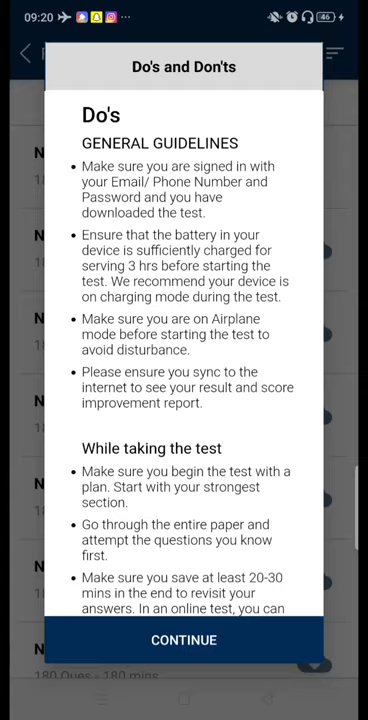 09:20
46
Do's and Don'ts
Do's
GENERAL GUIDELINES
• Make sure you are signed in with
your Email/ Phone Number and
Password and you have
downloaded the test.
• Ensure that the battery in your
device is sufficiently charged for
serving 3 hrs before starting the
test. We recommend your device is
on charging mode during the test.
• Make sure you are on Airplane
mode before starting the test to
avoid disturbance.
• Please ensure you sync to the
internet to see your result and score
improvement report.
While taking the test
• Make sure you begin the test with a
plan. Start with your strongest
section.
• Go through the entire paper and
attempt the questions you know
first.
• Make sure you save at least 20-30
mins in the end to revisit your
answers. In an online test, you can
CONTINUE
180 Ques - 180 mins